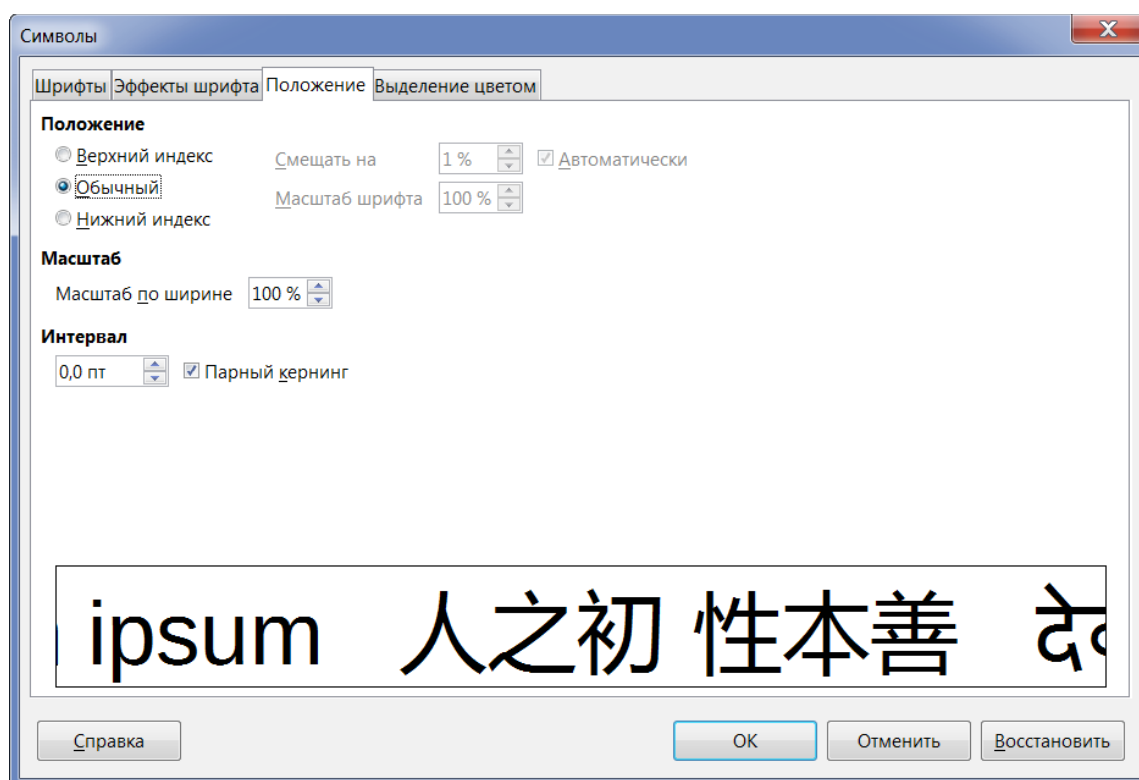 Символы
Шрифты Эффекты шрифта Положение Выделение цветом
Положение
Верхний индекс Смещать на 1 % Автоматически
Обычный Масштаб шрифта 100 %
Нижний индекс
Масштаб
Масштаб по ширине 100 %
Интервал
0,0 пт Парный кернинг
ipsum 人之初 性本善
Справка ОК Отменить Восстановить